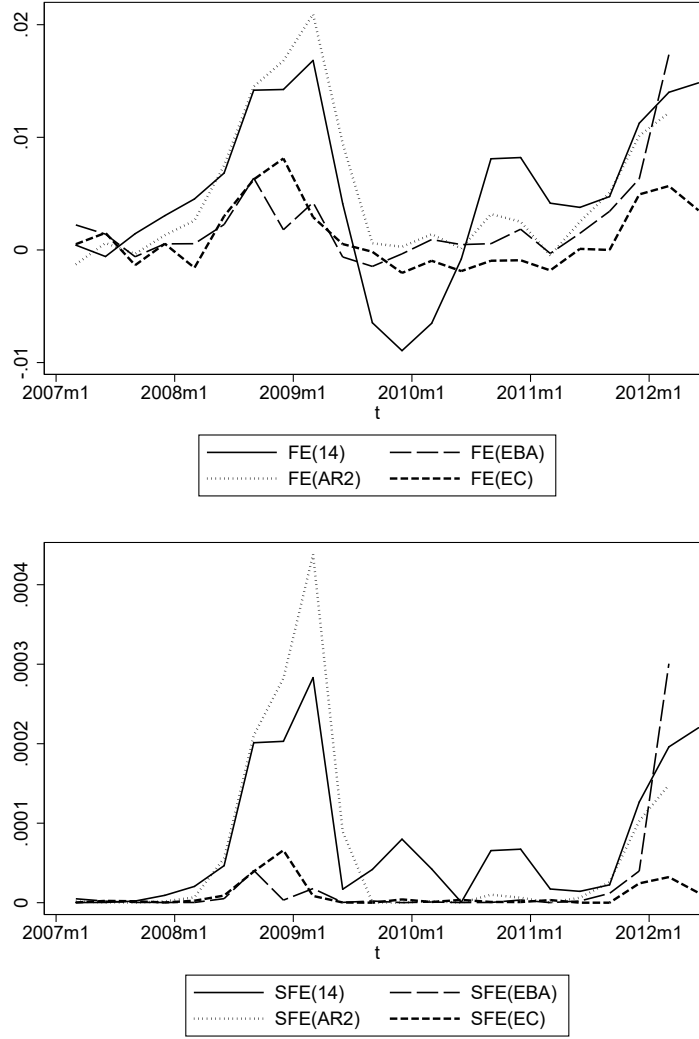 .02
.01
0
-.01
2007m1 2008m1 2009m1 2010m1 2011m1 2012m1
t
FE(14) FE(EBA)
FE(AR2) FE(EC)
.0004
.0003
.0002
.0001
0
2007m1 2008m1 2009m1 2010m1 2011m1 2012m1
t
SFE(14) SFE(EBA)
SFE(AR2) SFE(EC)